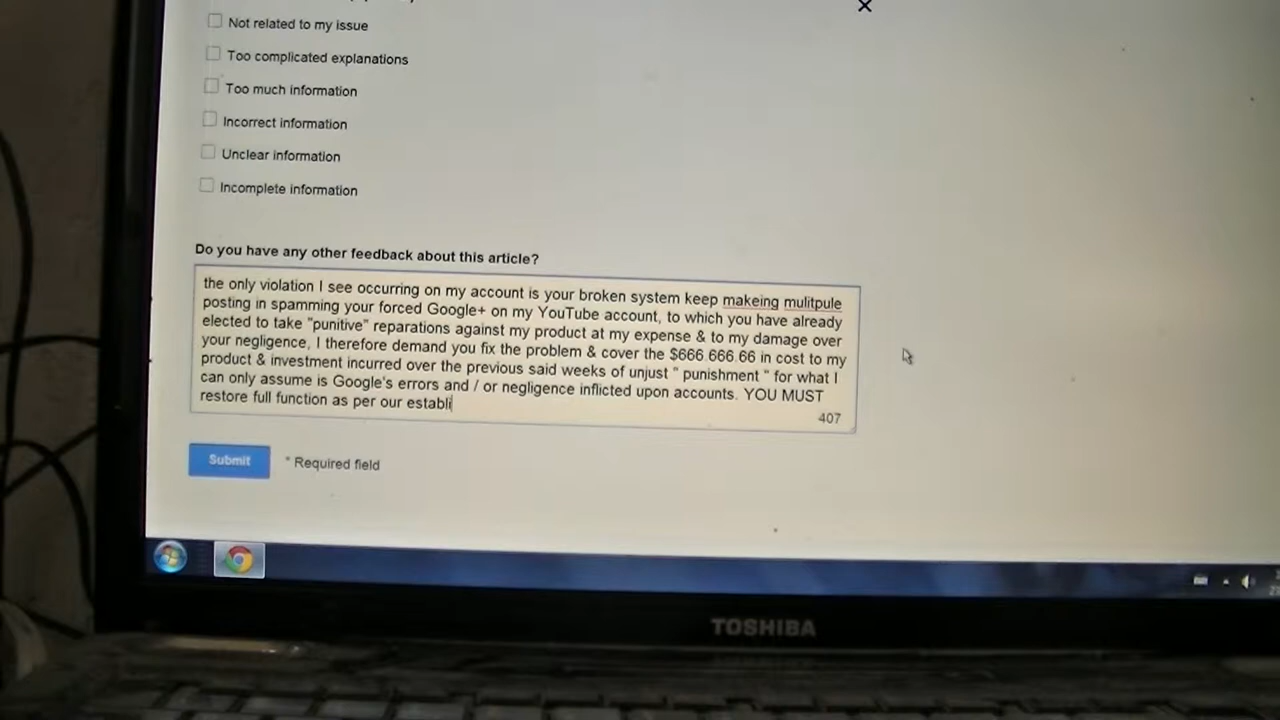 Not related to my issue
Too complicated explanations
Too much information
Incorrect information
Unclear information
Incomplete information
Do you have any other feedback about this article?
the only violation I see occurring on my account is your broken system keep makeing mulitpule
posting in spamming your forced Google+ on my YouTube account, to which you have already
elected to take "punitive" reparations against my product at my expense & to my damage over
your negligence, I therefore demand you fix the problem & cover the $666 666.66 in cost to my
product & investment incurred over the previous said weeks of unjust " punishment " for what I
can only assume is Google's errors and / or negligence inflicted upon accounts. YOU MUST
restore full function as per our establi
407
Submit
* Required field
TOSHIBA